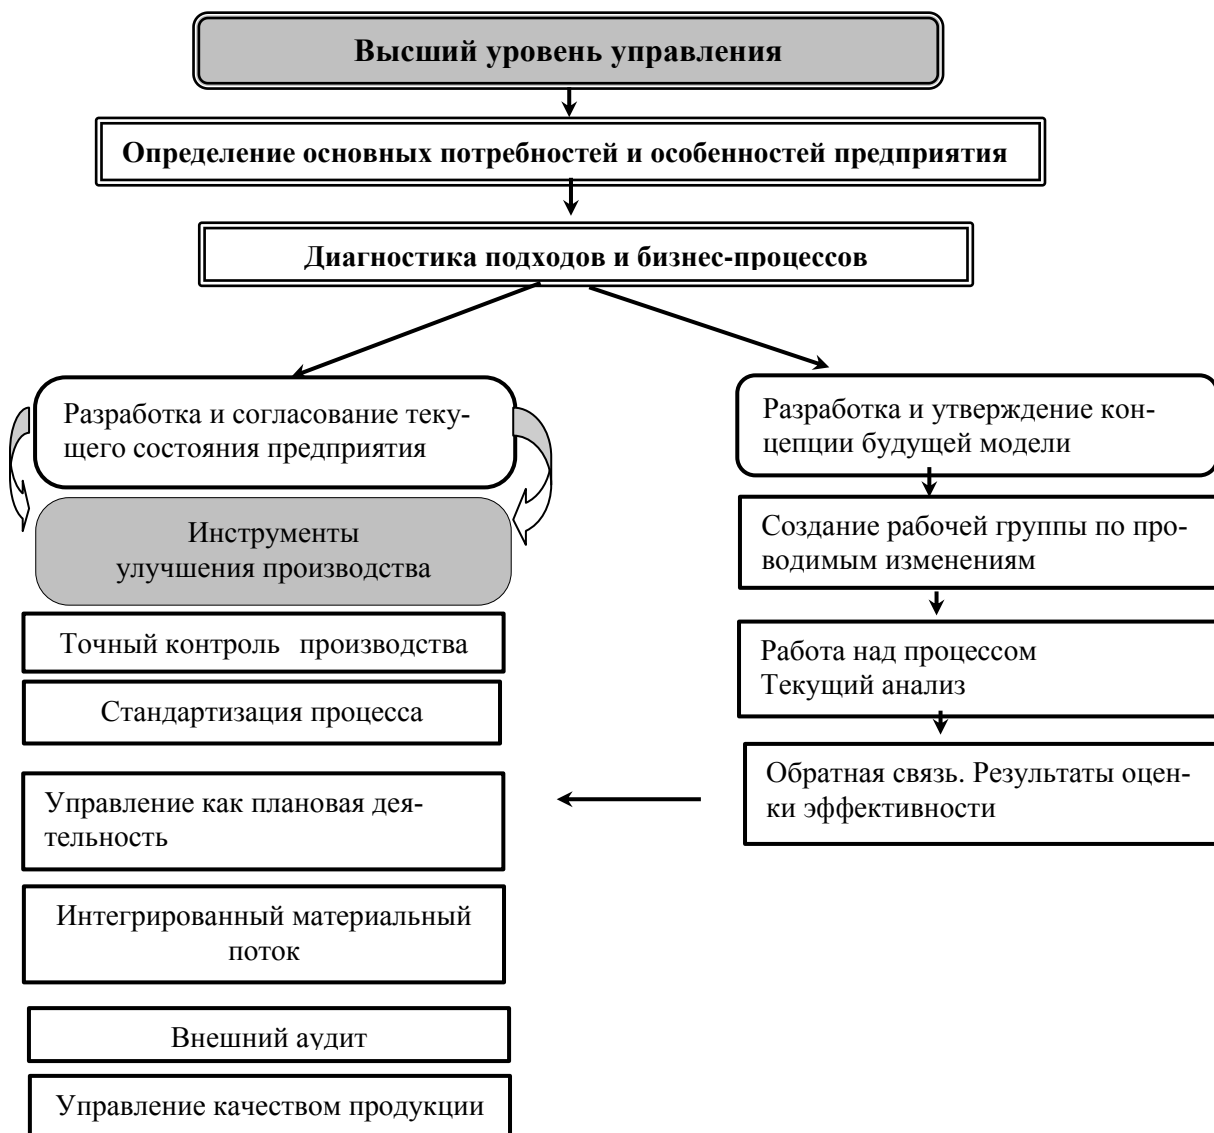 Высший уровень управления
Определение основных потребностей и особенностей предприятия
Диагностика подходов и бизнес-процессов
Разработка и согласование теку-
щего состояния предприятия
Инструменты
улучшения производства
Точный контроль производства
Стандартизация процесса
Управление как плановая дея-
тельность
Интегрированный материальный
поток
Внешний аудит
Управление качеством продукции
Разработка и утверждение кон-
цепции будущей модели
Создание рабочей группы по про-
водимым изменениям
Работа над процессом
Текущий анализ
Обратная связь. Результаты оцен-
ки эффективности